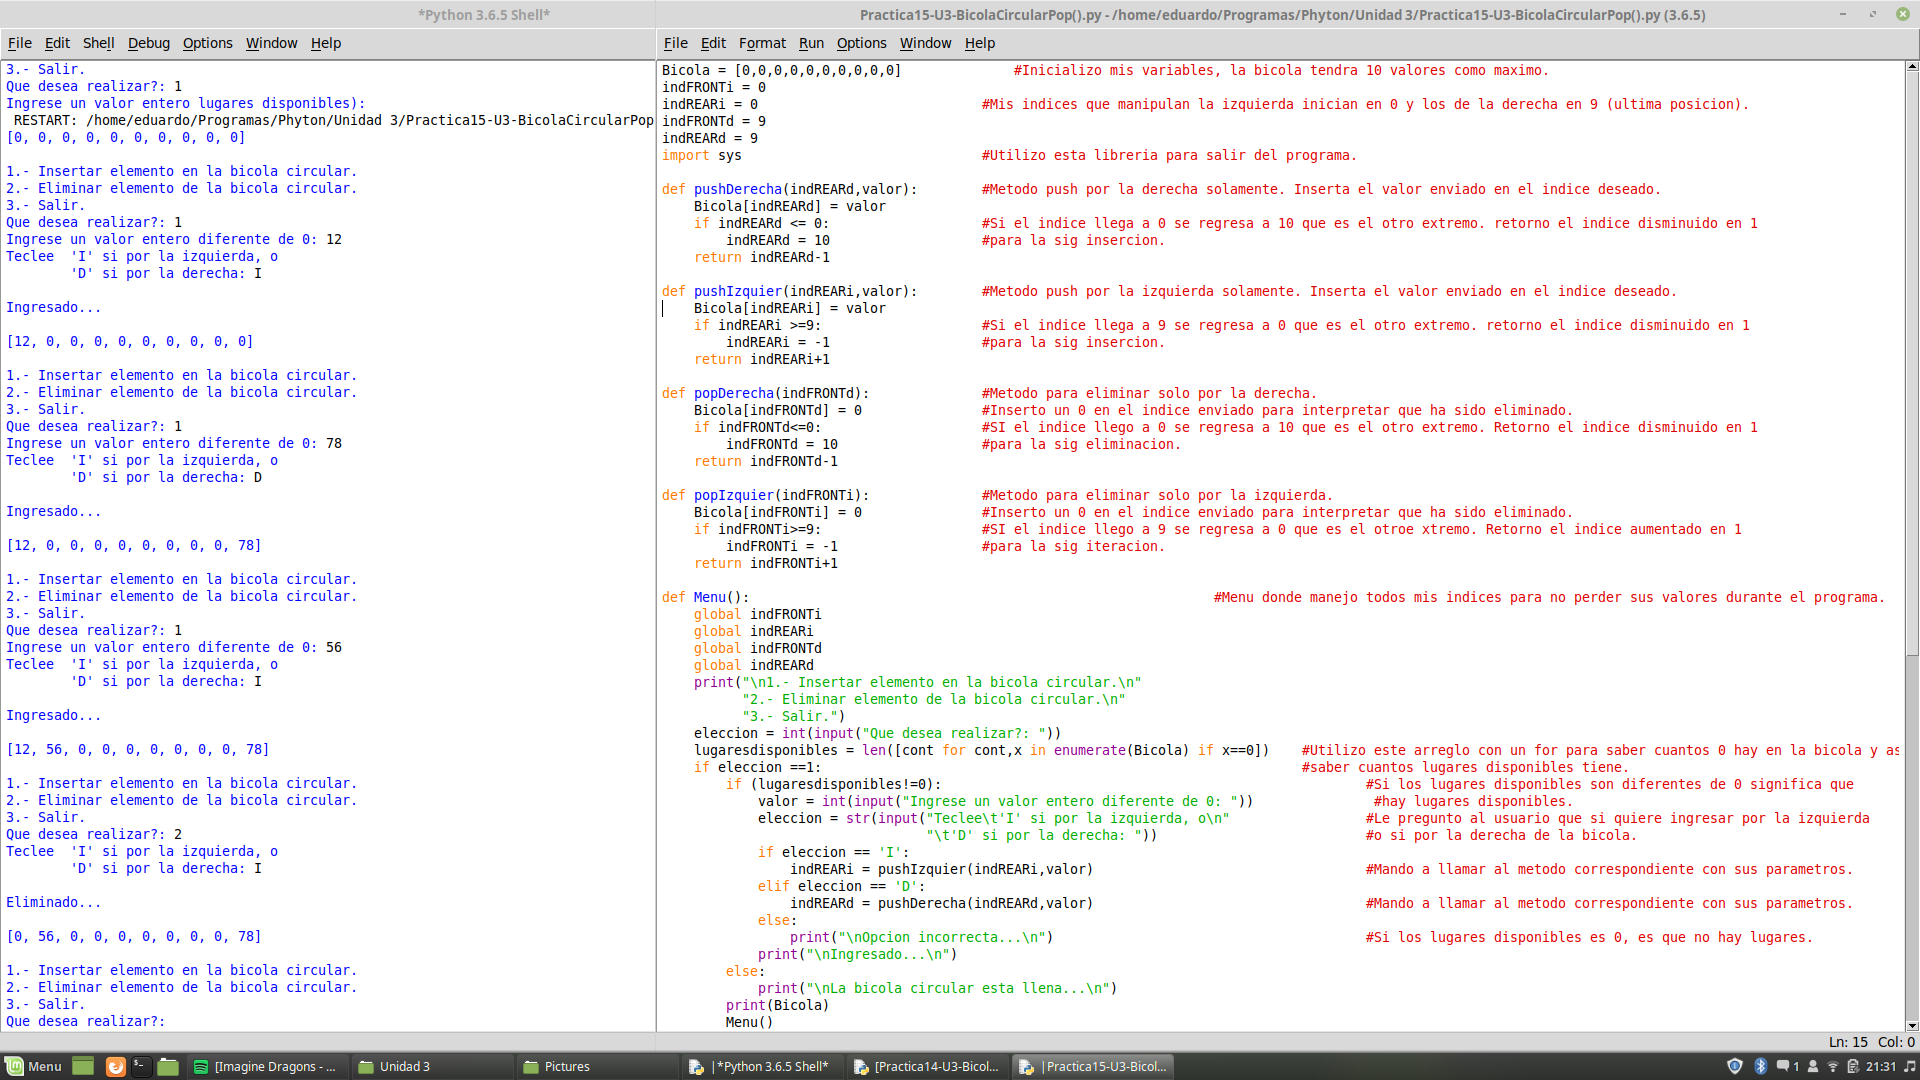 *Python 3.6.5 Shell*
File Edit Shell Debug Options Window Help
3.- Salir.
Que desea realizar?: 1
Ingrese un valor entero lugares disponibles):
 RESTART: /home/eduardo/Programas/Phyton/Unidad 3/Practica15-U3-BicolaCircularPop
[0, 0, 0, 0, 0, 0, 0, 0, 0, 0]

1.- Insertar elemento en la bicola circular.
2.- Eliminar elemento de la bicola circular.
3.- Salir.
Que desea realizar?: 1
Ingrese un valor entero diferente de 0: 12
Teclee  'I' si por la izquierda, o
        'D' si por la derecha: I

Ingresado...

[12, 0, 0, 0, 0, 0, 0, 0, 0, 0]

1.- Insertar elemento en la bicola circular.
2.- Eliminar elemento de la bicola circular.
3.- Salir.
Que desea realizar?: 1
Ingrese un valor entero diferente de 0: 78
Teclee  'I' si por la izquierda, o
        'D' si por la derecha: D

Ingresado...

[12, 0, 0, 0, 0, 0, 0, 0, 0, 78]

1.- Insertar elemento en la bicola circular.
2.- Eliminar elemento de la bicola circular.
3.- Salir.
Que desea realizar?: 1
Ingrese un valor entero diferente de 0: 56
Teclee  'I' si por la izquierda, o
        'D' si por la derecha: I

Ingresado...

[12, 56, 0, 0, 0, 0, 0, 0, 0, 78]

1.- Insertar elemento en la bicola circular.
2.- Eliminar elemento de la bicola circular.
3.- Salir.
Que desea realizar?: 2
Teclee  'I' si por la izquierda, o
        'D' si por la derecha: I

Eliminado...

[0, 56, 0, 0, 0, 0, 0, 0, 0, 78]

1.- Insertar elemento en la bicola circular.
2.- Eliminar elemento de la bicola circular.
3.- Salir.
Que desea realizar?:
Practica15-U3-BicolaCircularPop().py - /home/eduardo/Programas/Phyton/Unidad 3/Practica15-U3-BicolaCircularPop().py (3.6.5)
File Edit Format Run Options Window Help
Bicola = [0,0,0,0,0,0,0,0,0,0]              #Inicializo mis variables, la bicola tendra 10 valores como maximo.
indFRONTi = 0
indREARi = 0                            #Mis indices que manipulan la izquierda inician en 0 y los de la derecha en 9 (ultima posicion).
indFRONTd = 9
indREARd = 9
import sys                              #Utilizo esta libreria para salir del programa.

def pushDerecha(indREARd,valor):        #Metodo push por la derecha solamente. Inserta el valor enviado en el indice deseado.
    Bicola[indREARd] = valor
    if indREARd <= 0:                   #Si el indice llega a 0 se regresa a 10 que es el otro extremo. retorno el indice disminuido en 1
        indREARd = 10                   #para la sig insercion.
    return indREARd-1

def pushIzquier(indREARi,valor):        #Metodo push por la izquierda solamente. Inserta el valor enviado en el indice deseado.
    Bicola[indREARi] = valor
    if indREARi >=9:                    #Si el indice llega a 9 se regresa a 0 que es el otro extremo. retorno el indice disminuido en 1
        indREARi = -1                   #para la sig insercion.
    return indREARi+1

def popDerecha(indFRONTd):              #Metodo para eliminar solo por la derecha.
    Bicola[indFRONTd] = 0               #Inserto un 0 en el indice enviado para interpretar que ha sido eliminado.
    if indFRONTd<=0:                    #SI el indice llego a 0 se regresa a 10 que es el otro extremo. Retorno el indice disminuido en 1
        indFRONTd = 10                  #para la sig eliminacion.
    return indFRONTd-1

def popIzquier(indFRONTi):              #Metodo para eliminar solo por la izquierda.
    Bicola[indFRONTi] = 0               #Inserto un 0 en el indice enviado para interpretar que ha sido eliminado.
    if indFRONTi>=9:                    #SI el indice llego a 9 se regresa a 0 que es el otroe xtremo. Retorno el indice aumentado en 1
        indFRONTi = -1                  #para la sig iteracion.
    return indFRONTi+1

def Menu():                                                          #Menu donde manejo todos mis indices para no perder sus valores durante el programa.
    global indFRONTi
    global indREARi
    global indFRONTd
    global indREARd
    print("\n1.- Insertar elemento en la bicola circular.\n"
          "2.- Eliminar elemento de la bicola circular.\n"
          "3.- Salir.")
    eleccion = int(input("Que desea realizar?: "))
    lugaresdisponibles = len([cont for cont,x in enumerate(Bicola) if x==0])    #Utilizo este arreglo con un for para saber cuantos 0 hay en la bicola y as
    if eleccion ==1:                                                            #saber cuantos lugares disponibles tiene.
        if (lugaresdisponibles!=0):                                                     #Si los lugares disponibles son diferentes de 0 significa que
            valor = int(input("Ingrese un valor entero diferente de 0: "))               #hay lugares disponibles.
            eleccion = str(input("Teclee\t'I' si por la izquierda, o\n"                 #Le pregunto al usuario que si quiere ingresar por la izquierda
                                 "\t'D' si por la derecha: "))                          #o si por la derecha de la bicola.
            if eleccion == 'I':
                indREARi = pushIzquier(indREARi,valor)                                  #Mando a llamar al metodo correspondiente con sus parametros.
            elif eleccion == 'D':
                indREARd = pushDerecha(indREARd,valor)                                  #Mando a llamar al metodo correspondiente con sus parametros.
            else:
                print("\nOpcion incorrecta...\n")                                       #Si los lugares disponibles es 0, es que no hay lugares.
            print("\nIngresado...\n")
        else:
            print("\nLa bicola circular esta llena...\n")
        print(Bicola)
        Menu()
Ln: 15 Col: 0
Menu [Imagine Dragons - ... Unidad 3 Pictures |*Python 3.6.5 Shell* [Practica14-U3-Bicol... |Practica15-U3-Bicol... 1 21:31